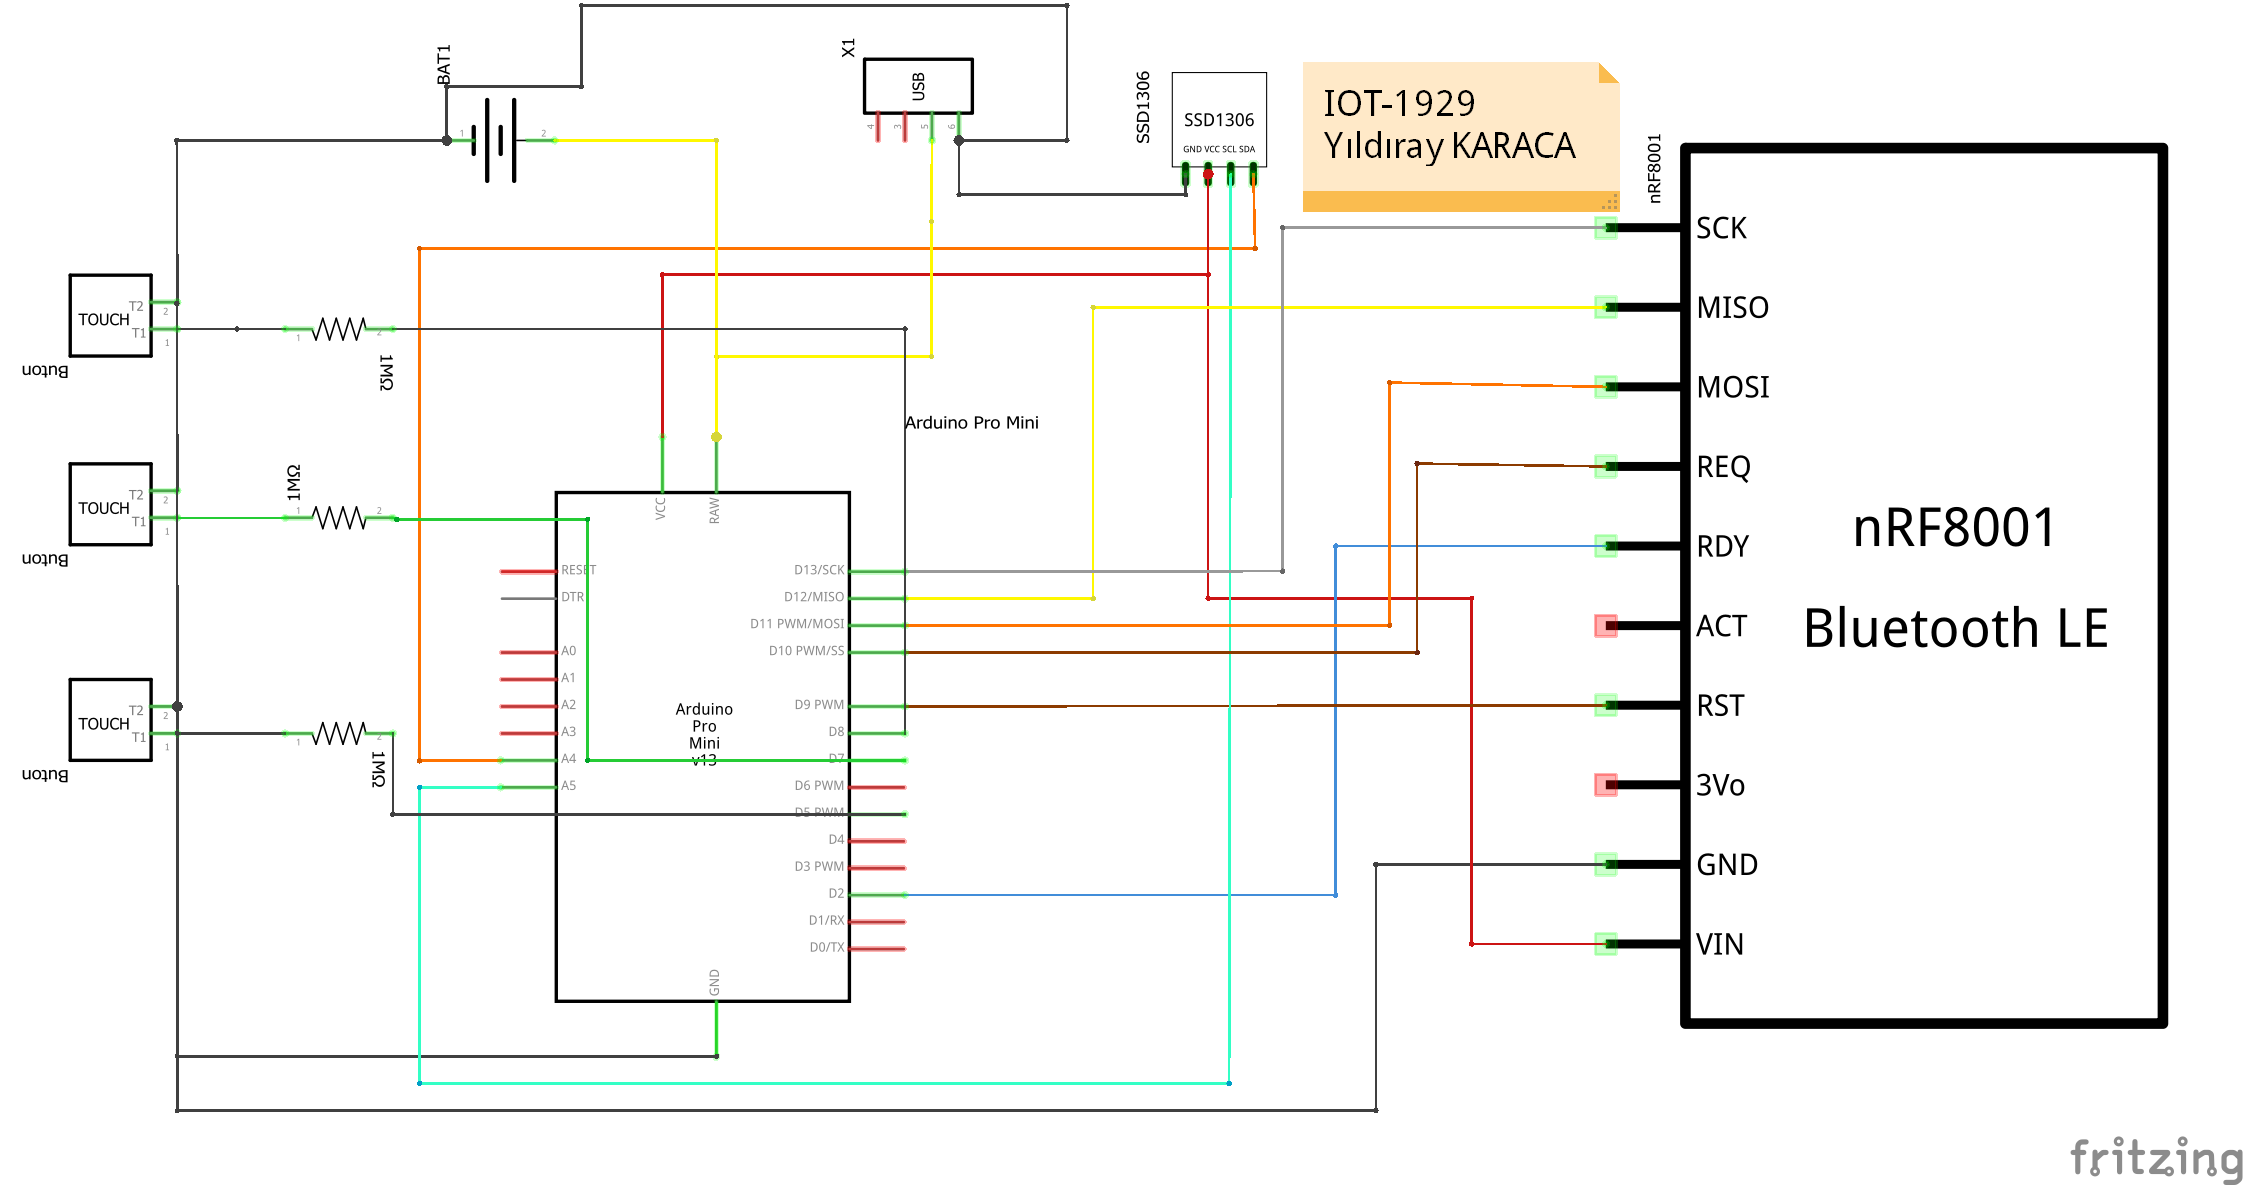 BAT1
1
2
X1
USB
4
3
5
6
SSD1306
SSD1306
GND VCC SCL SDA
IOT-1929
Yıldıray KARACA
nRF8001
SCK
MISO
MOSI
REQ
RDY
ACT
RST
3Vo
GND
VIN
nRF8001
Bluetooth LE
TOUCH
T2
2
T1
1
Buton
1
2
1MΩ
TOUCH
T2
2
T1
1
Buton
1
2
1MΩ
TOUCH
T2
2
T1
1
Buton
1
2
1MΩ
Arduino Pro Mini
VCC
RAW
RESET
DTR
A0
A1
A2
A3
A4
A5
Arduino
Pro
Mini
v13
D13/SCK
D12/MISO
D11 PWM/MOSI
D10 PWM/SS
D9 PWM
D8
D7
D6 PWM
D5 PWM
D4
D3 PWM
D2
D1/RX
D0/TX
GND
fritzing